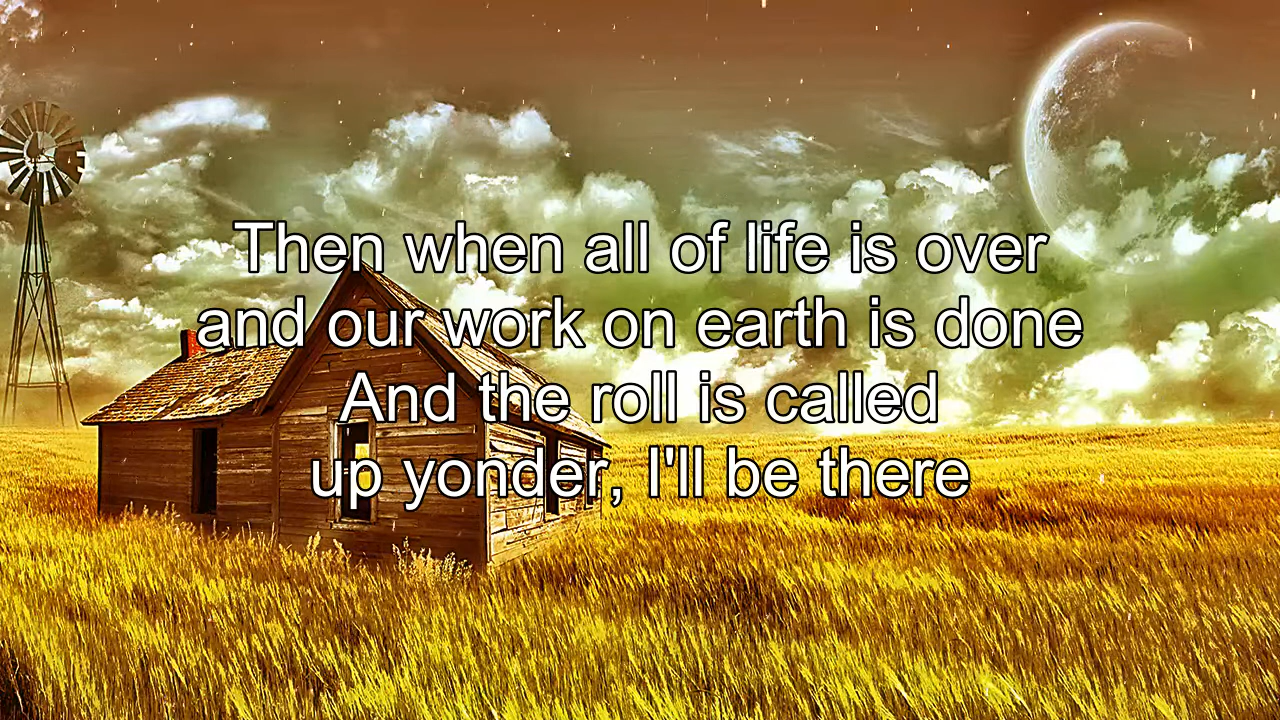 Then when all of life is over
and our work on earth is done
And the roll is called
up yonder, I'll be there